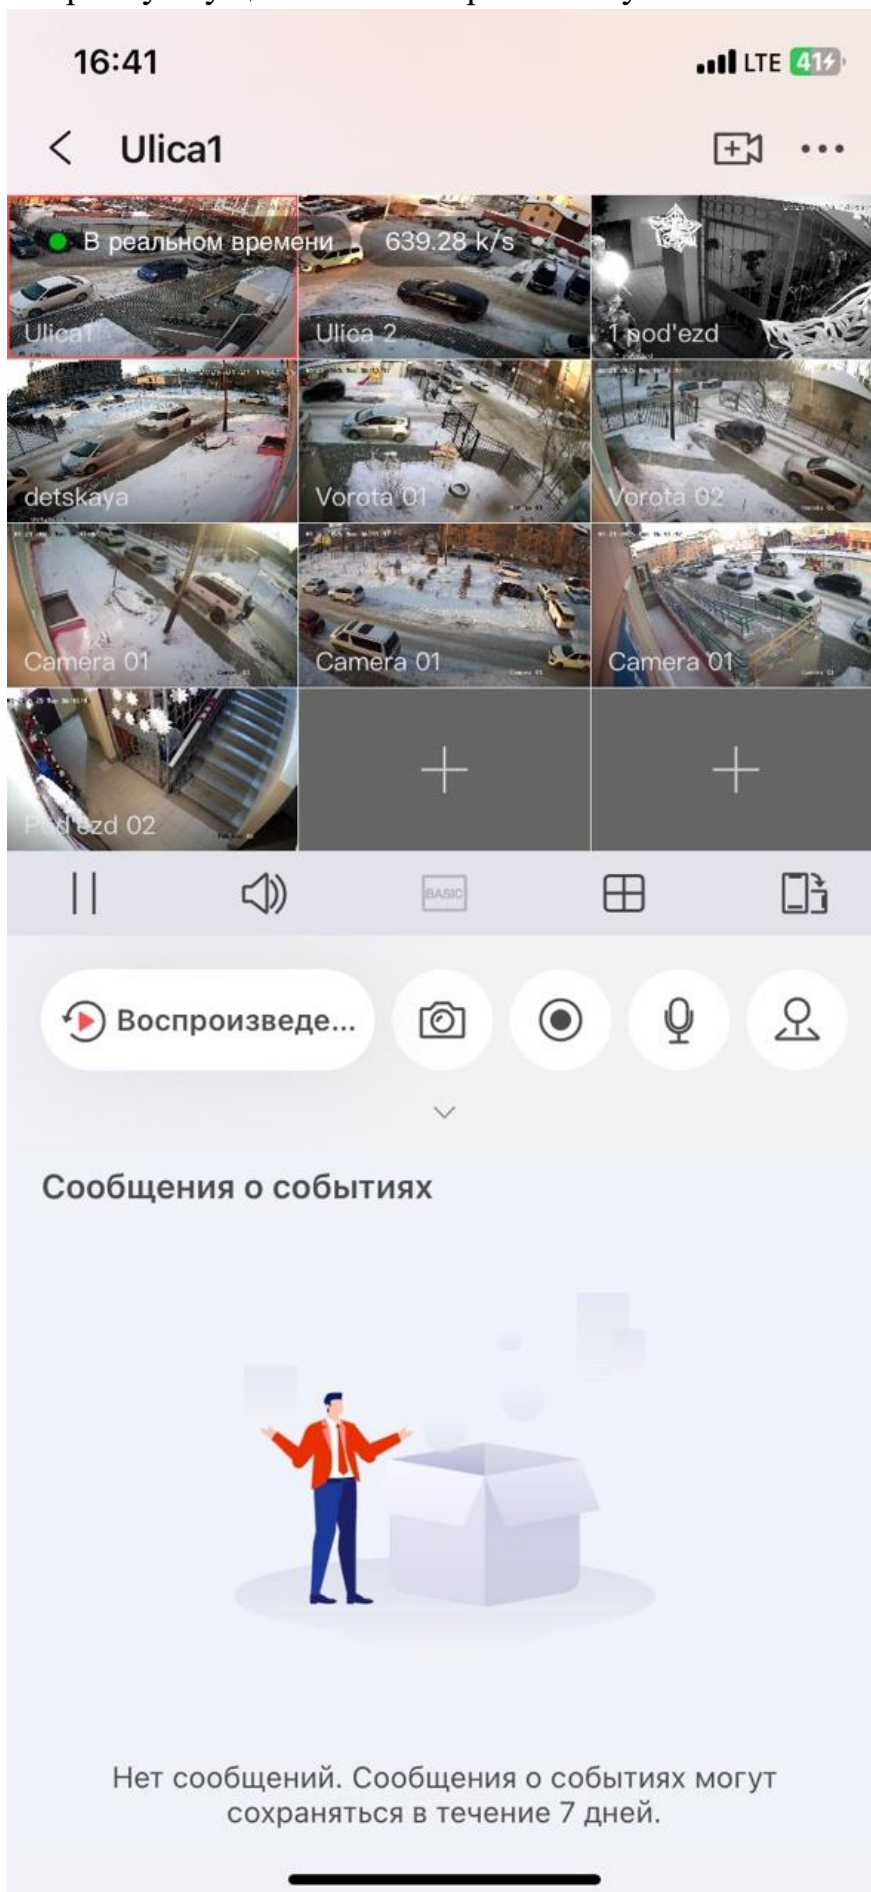 16:41
LTE 41
Ulica1
В реальном времени 639.28 k/s
Ulica1 Ulica 2 1 pod'ezd
detskaya Vorota 01 Vorota 02
Camera 01 Camera 01 Camera 01
Pod'ezd 02
BASIC
Воспроизведе...
Сообщения о событиях
Нет сообщений. Сообщения о событиях могут
сохраняться в течение 7 дней.